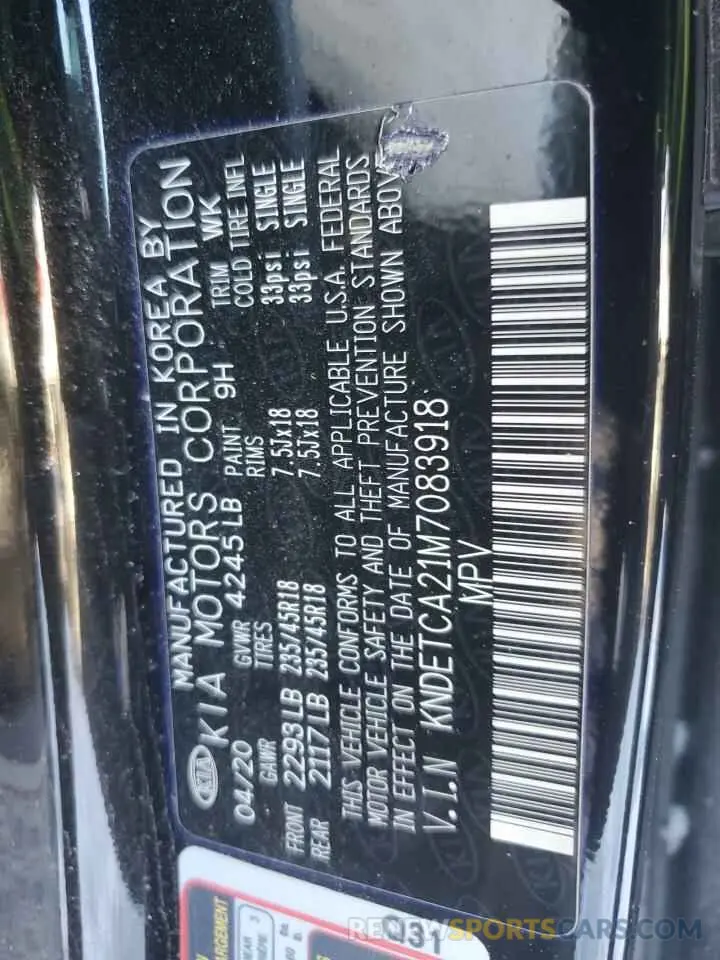 MANUFACTURED IN KOREA BY
KIA KIA MOTORS CORPORATION
04/20 GVWR 4245LB PAINT 9H TRIM WK
GAWR TIRES RIMS COLD TIRE INFL
FRONT 2293LB 235/45R18 7.5Jx18 33psi SINGLE
REAR 2117LB 235/45R18 7.5Jx18 33psi SINGLE
THIS VEHICLE CONFORMS TO ALL APPLICABLE U.S.A. FEDERAL
MOTOR VEHICLE SAFETY AND THEFT PREVENTION STANDARDS
IN EFFECT ON THE DATE OF MANUFACTURE SHOWN ABOVE
V.I.N KNDETCA21M7083918
MPV
RENEWSPORTSCARS.COM